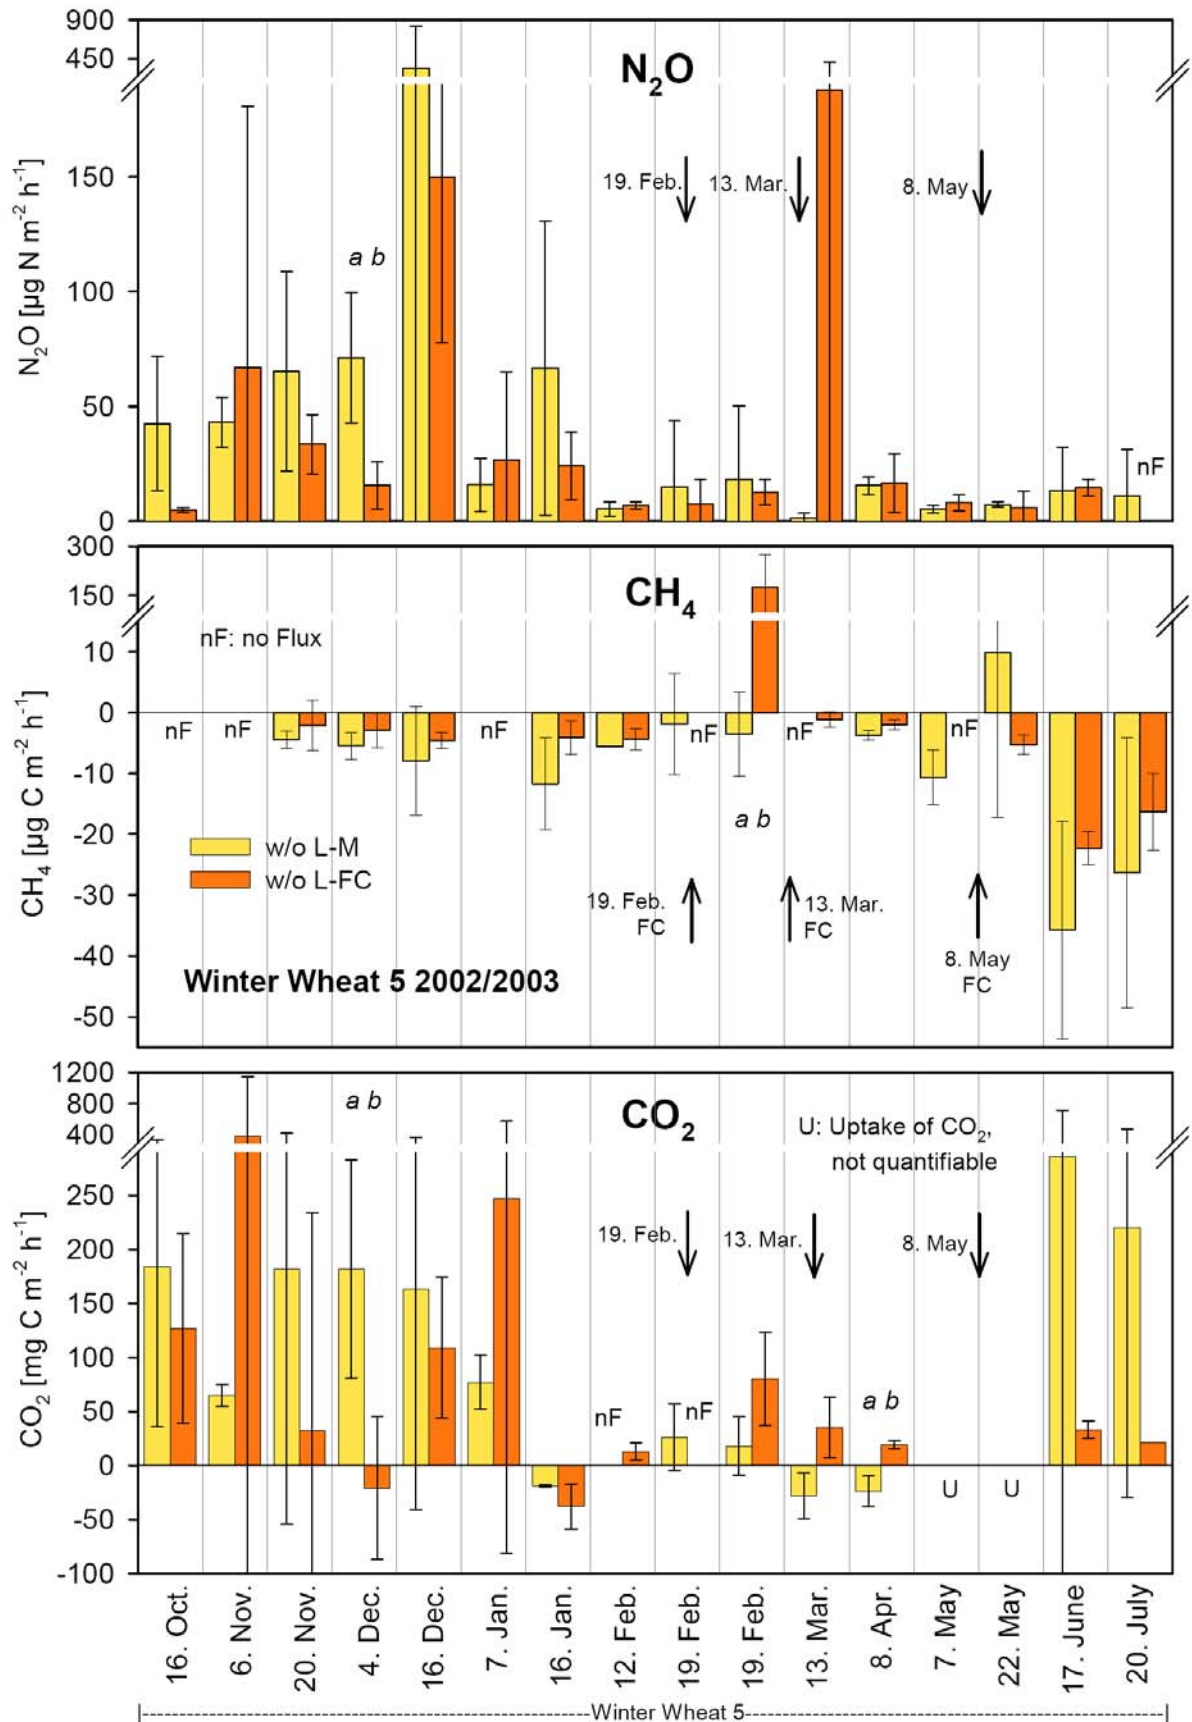 900
450
N₂O
150
19. Feb.
13. Mar.
8. May
a b
100
50
nF
0
N₂O [µg N m⁻² h⁻¹]
300
150
CH₄
nF: no Flux
10
0
nF
nF
nF
nF
nF
nF
-10
a b
-20
w/o L-M
w/o L-FC
-30
19. Feb.
FC
13. Mar.
FC
-40
8. May
FC
Winter Wheat 5 2002/2003
-50
CH₄ [µg C m⁻² h⁻¹]
1200
800
400
a b
CO₂
U: Uptake of CO₂,
not quantifiable
250
19. Feb.
13. Mar.
8. May
200
150
100
50
nF
nF
a b
0
U
U
-50
-100
CO₂ [mg C m⁻² h⁻¹]
16. Oct.
6. Nov.
20. Nov.
4. Dec.
16. Dec.
7. Jan.
16. Jan.
12. Feb.
19. Feb.
19. Feb.
13. Mar.
8. Apr.
7. May
22. May
17. June
20. July
|-----Winter Wheat 5-----|